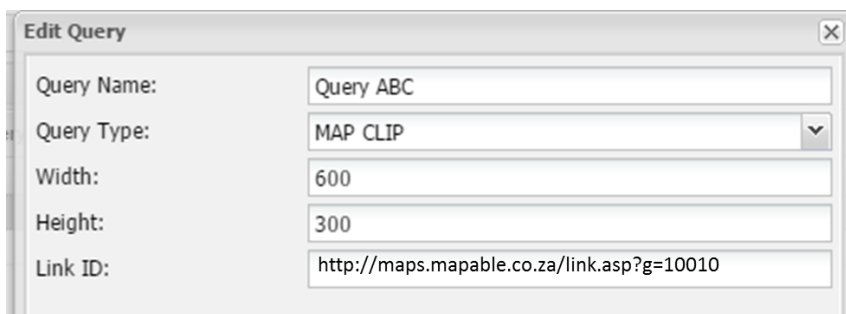 Edit Query
Query Name: Query ABC
Query Type: MAP CLIP
Width: 600
Height: 300
Link ID: http://maps.mapable.co.za/link.asp?g=10010